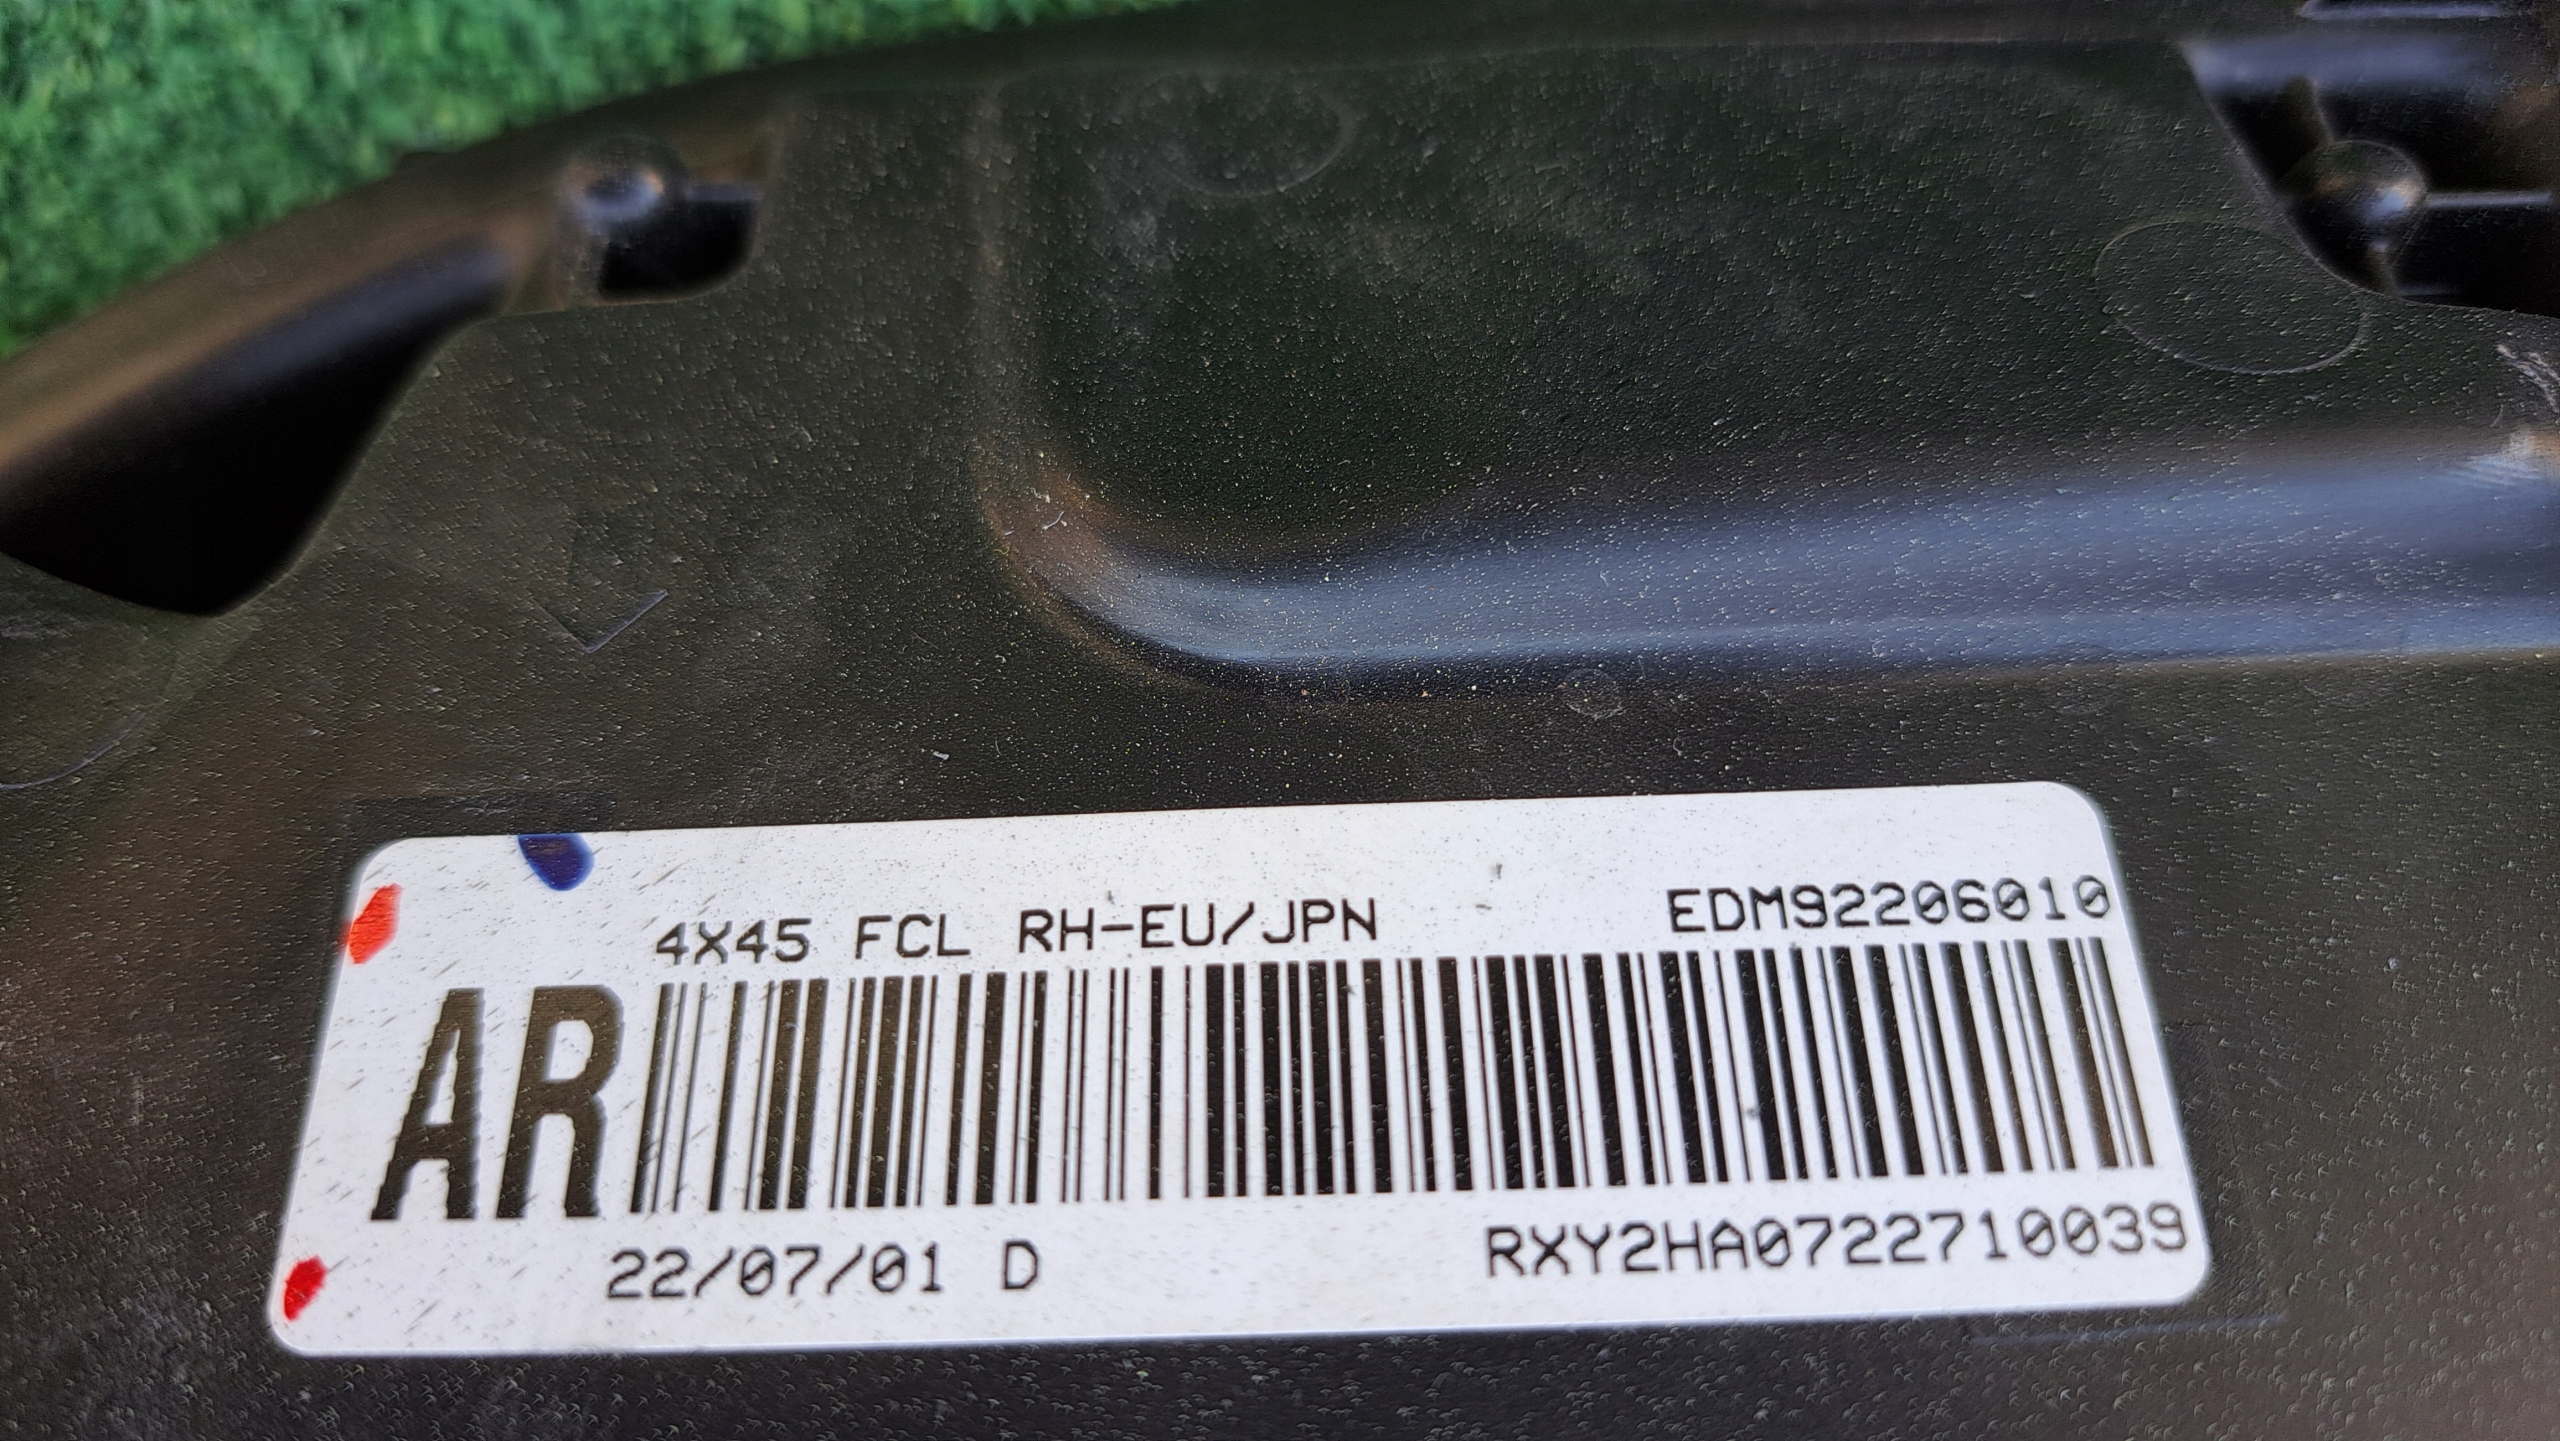 4X45 FCL RH-EU/JPN EDM92206010
AR
22/07/01 D RXY2HA0722710039